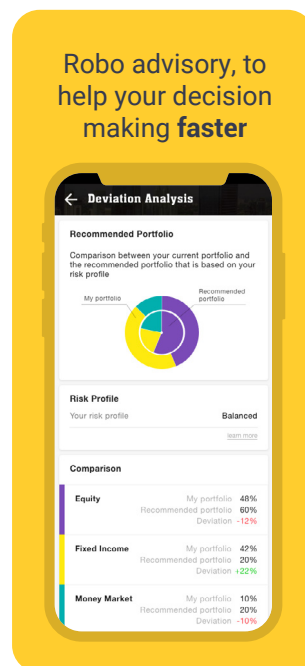 Robo advisory, to
help your decision
making faster
Deviation Analysis
Recommended Portfolio
Comparison between your current portfolio and
the recommended portfolio that is based on your
risk profile
My portfolio
Recommended
portfolio
Risk Profile
Your risk profile Balanced
learn more
Comparison
Equity My portfolio 48%
Recommended portfolio 60%
Deviation -12%
Fixed Income My portfolio 42%
Recommended portfolio 20%
Deviation +22%
Money Market My portfolio 10%
Recommended portfolio 20%
Deviation -10%